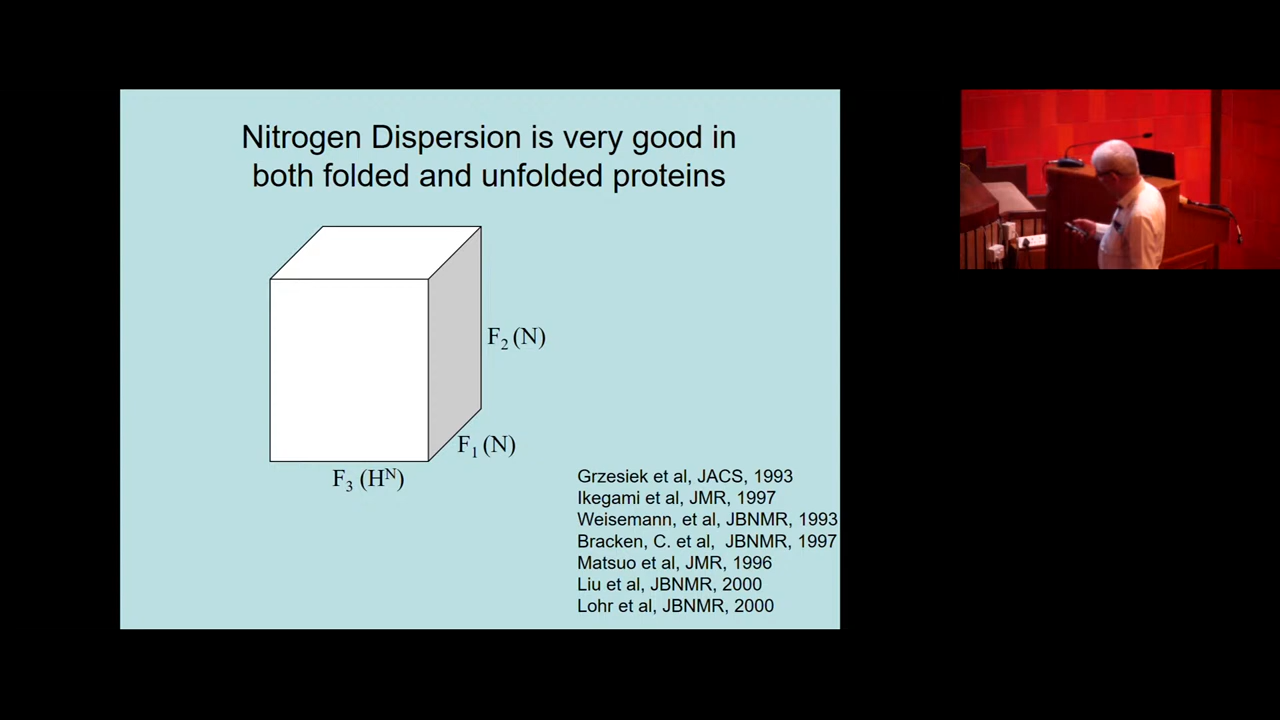 Nitrogen Dispersion is very good in
both folded and unfolded proteins
F2 (N)
F1 (N)
F3 (HN)
Grzesiek et al, JACS, 1993
Ikegami et al, JMR, 1997
Weisemann, et al, JBNMR, 1993
Bracken, C. et al, JBNMR, 1997
Matsuo et al, JMR, 1996
Liu et al, JBNMR, 2000
Lohr et al, JBNMR, 2000